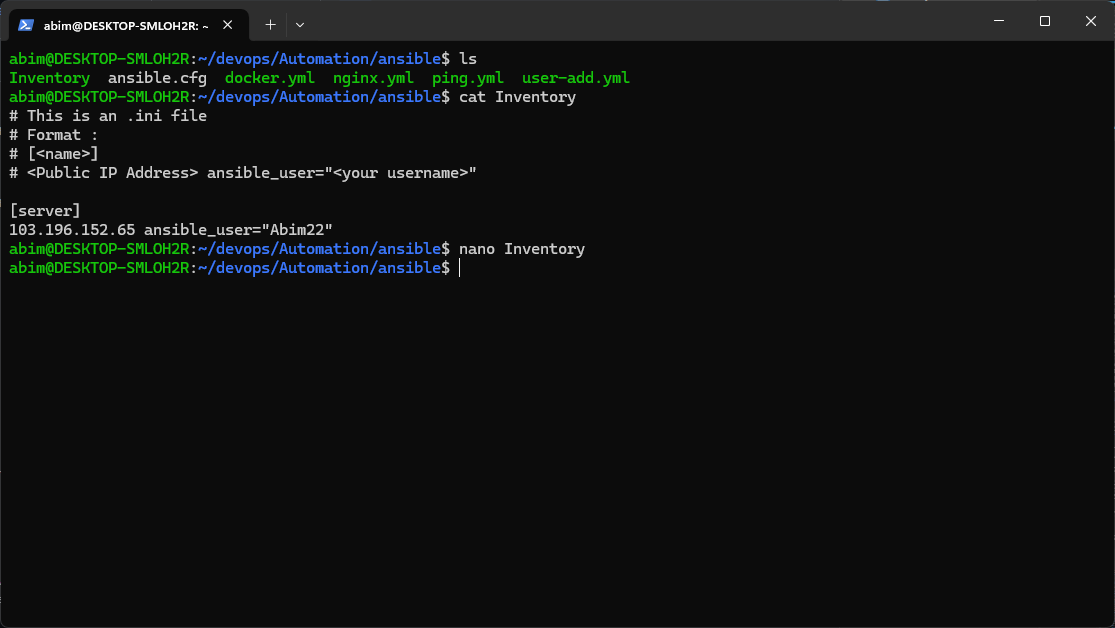 abim@DESKTOP-SMLOH2R: ~
abim@DESKTOP-SMLOH2R:~/devops/Automation/ansible$ ls
Inventory  ansible.cfg  docker.yml  nginx.yml  ping.yml  user-add.yml
abim@DESKTOP-SMLOH2R:~/devops/Automation/ansible$ cat Inventory
# This is an .ini file
# Format :
# [<name>]
# <Public IP Address> ansible_user="<your username>"

[server]
103.196.152.65 ansible_user="Abim22"
abim@DESKTOP-SMLOH2R:~/devops/Automation/ansible$ nano Inventory
abim@DESKTOP-SMLOH2R:~/devops/Automation/ansible$